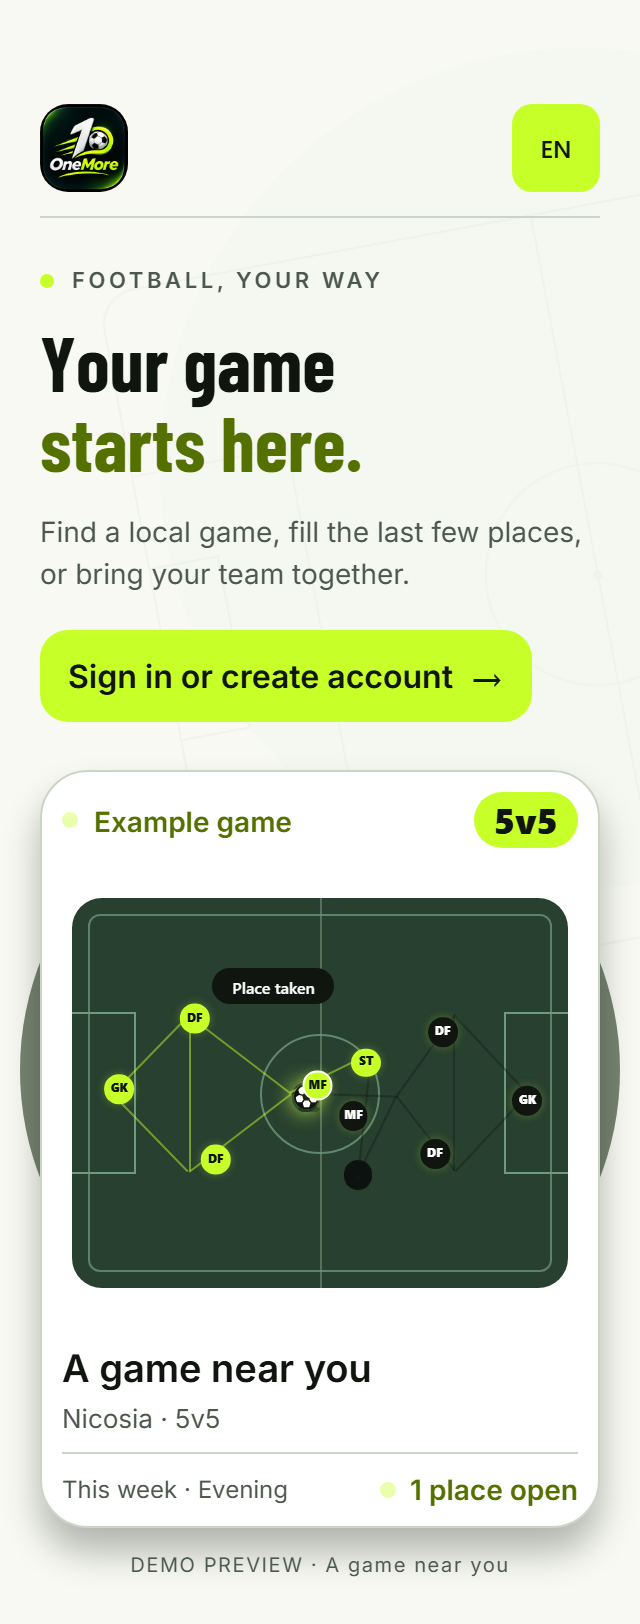 10
OneMore
EN
FOOTBALL, YOUR WAY
Your game
starts here.
Find a local game, fill the last few places,
or bring your team together.
Sign in or create account →
Example game
5v5
Place taken
DF
DF
ST
GK
MF
GK
MF
DF
DF
A game near you
Nicosia · 5v5
This week · Evening
1 place open
DEMO PREVIEW · A game near you